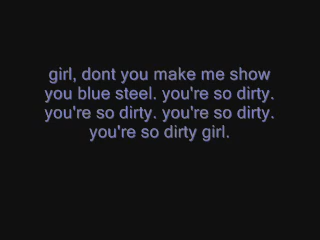 girl, dont you make me show
you blue steel. you're so dirty.
you're so dirty. you're so dirty.
you're so dirty girl.